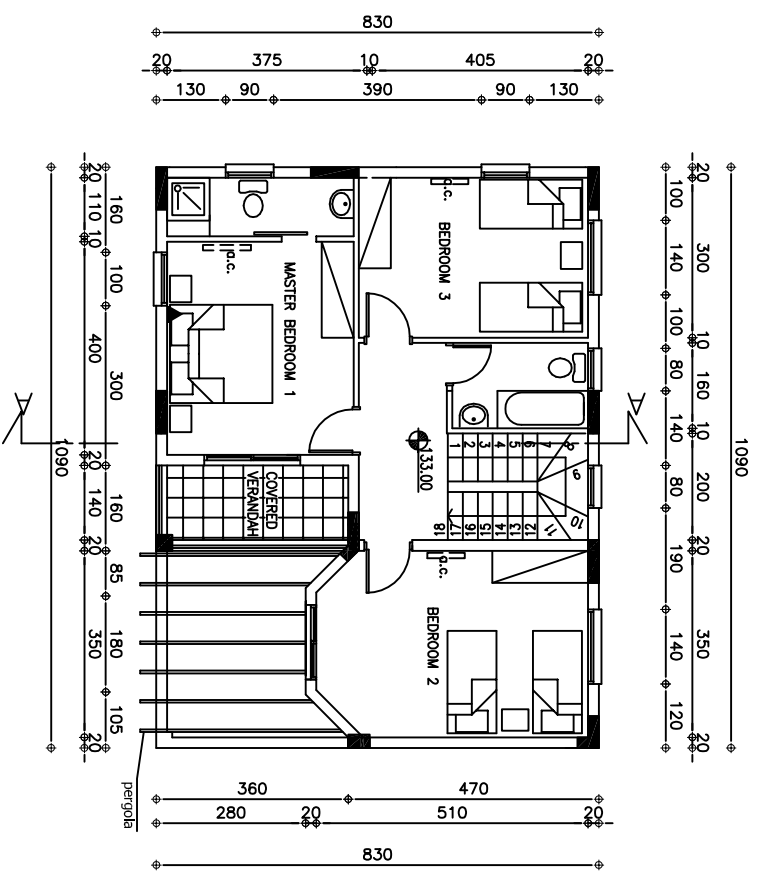 830
20 375 10 405 20
130 90 390 90 130
1090
20 110 10 400 20 140 20 350 20
160 100 300 160 85 180 105
a.c.
MASTER BEDROOM 1
a.c.
BEDROOM 3
A
A
133.00
1 2 3 4 5 6 7 8
9
10
11
18 17 16 15 14 13 12
COVERED
VERANDAH
a.c.
BEDROOM 2
pergola
100 140 100 80 140 80 190 140 120
20 300 10 160 10 200 20 350 20
1090
360 470
280 20 510 20
830